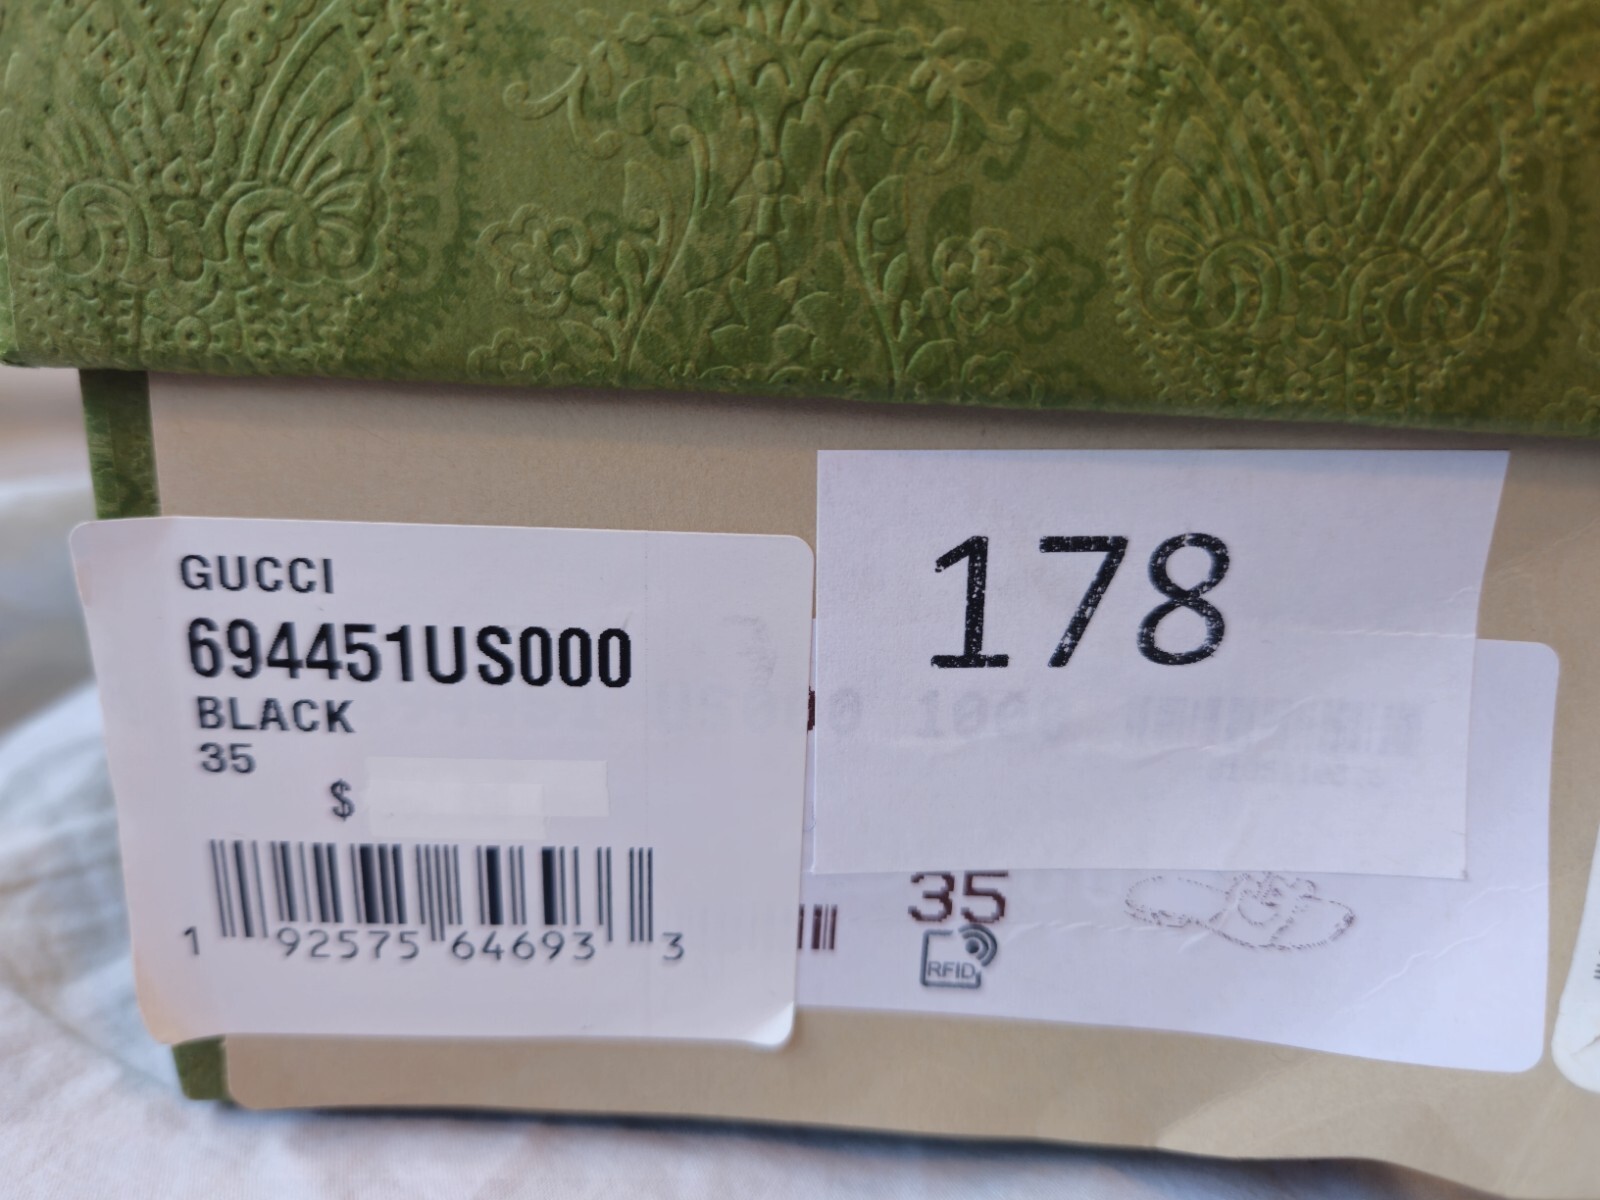 GUCCI
694451US000
BLACK
35
$
1 92575 64693 3
178
35
RFID